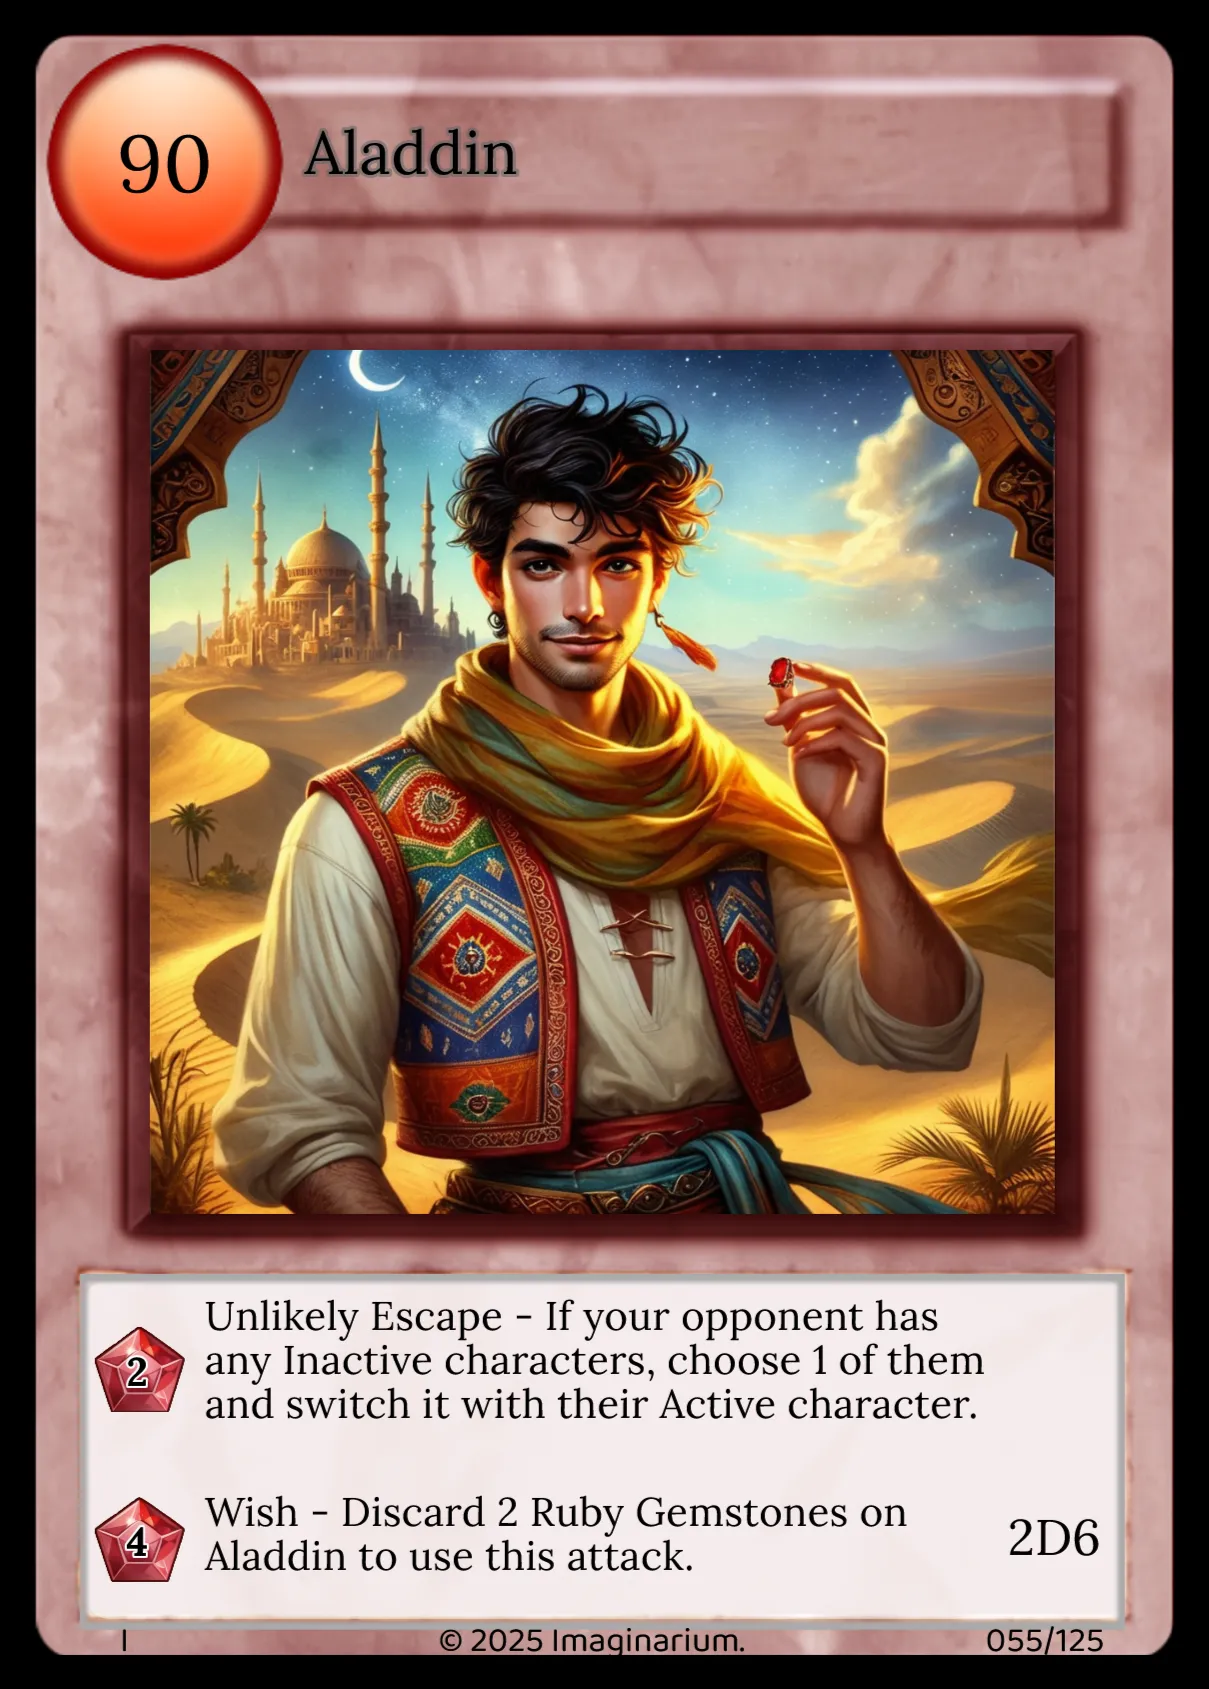 90
Aladdin
Unlikely Escape - If your opponent has
any Inactive characters, choose 1 of them
and switch it with their Active character.
2
Wish - Discard 2 Ruby Gemstones on
Aladdin to use this attack.
4
2D6
I
© 2025 Imaginarium.
055/125